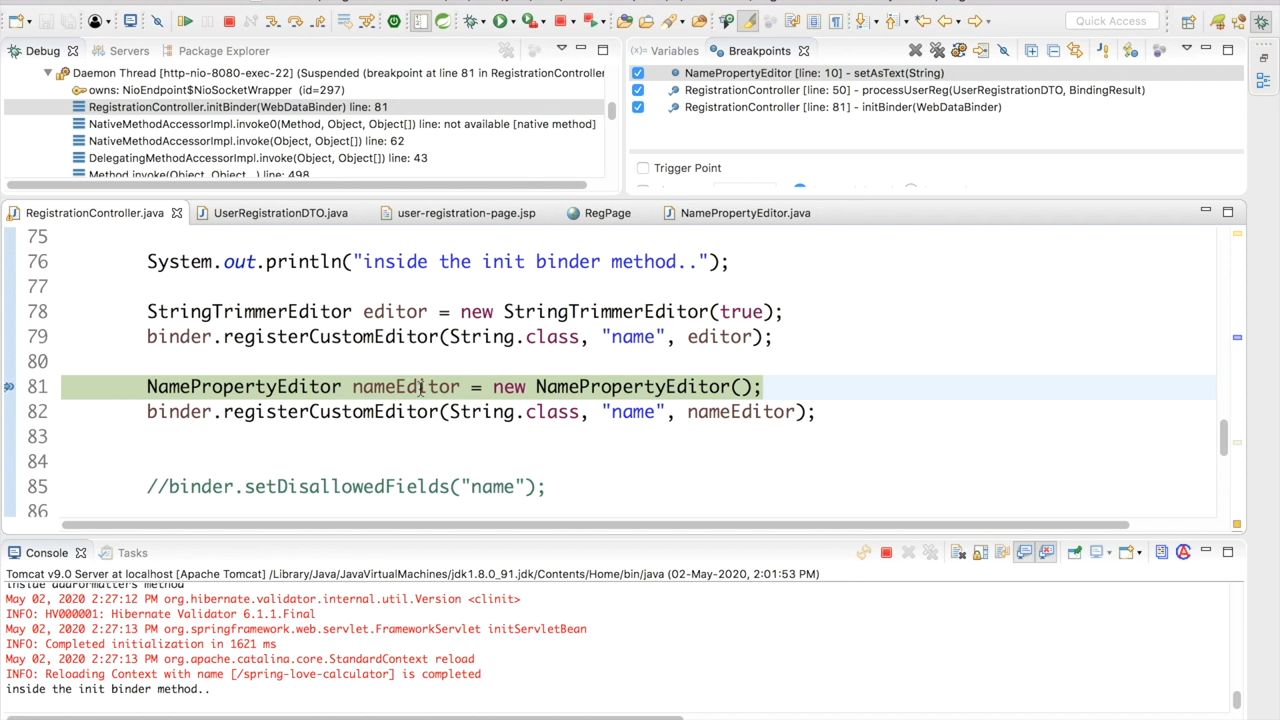 Quick Access
Debug
Servers
Package Explorer
Daemon Thread [http-nio-8080-exec-22] (Suspended (breakpoint at line 81 in RegistrationController
owns: NioEndpoint$NioSocketWrapper (id=297)
RegistrationController.initBinder(WebDataBinder) line: 81
NativeMethodAccessorImpl.invoke0(Method, Object, Object[]) line: not available [native method]
NativeMethodAccessorImpl.invoke(Object, Object[]) line: 62
DelegatingMethodAccessorImpl.invoke(Object, Object[]) line: 43
Method.invoke(Object, Object...) line: 498
(x)= Variables
Breakpoints
NamePropertyEditor [line: 10] - setAsText(String)
RegistrationController [line: 50] - processUserReg(UserRegistrationDTO, BindingResult)
RegistrationController [line: 81] - initBinder(WebDataBinder)
Trigger Point
RegistrationController.java
UserRegistrationDTO.java
user-registration-page.jsp
RegPage
NamePropertyEditor.java
75
76 System.out.println("inside the init binder method..");
77
78 StringTrimmerEditor editor = new StringTrimmerEditor(true);
79 binder.registerCustomEditor(String.class, "name", editor);
80
81 NamePropertyEditor nameEditor = new NamePropertyEditor();
82 binder.registerCustomEditor(String.class, "name", nameEditor);
83
84
85 //binder.setDisallowedFields("name");
86
Console
Tasks
Tomcat v9.0 Server at localhost [Apache Tomcat] /Library/Java/JavaVirtualMachines/jdk1.8.0_91.jdk/Contents/Home/bin/java (02-May-2020, 2:01:53 PM)
May 02, 2020 2:27:12 PM org.hibernate.validator.internal.util.Version <clinit>
INFO: HV000001: Hibernate Validator 6.1.1.Final
May 02, 2020 2:27:13 PM org.springframework.web.servlet.FrameworkServlet initServletBean
INFO: Completed initialization in 1621 ms
May 02, 2020 2:27:13 PM org.apache.catalina.core.StandardContext reload
INFO: Reloading Context with name [/spring-love-calculator] is completed
inside the init binder method..